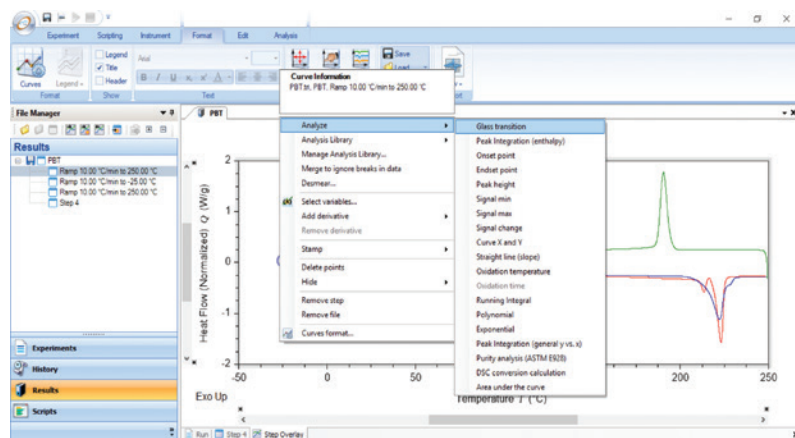 Experiment Scripting Instrument Format Edit Analysis
Legend
Title
Header
Arial
Save
Load
Curves Legend
Format Show Text
Curve Information
PBT.tri, PBT, Ramp 10.00 °C/min to 250.00 °C
File Manager
PBT
Results
PBT
Ramp 10.00 °C/min to 250.00 °C
Ramp 10.00 °C/min to -25.00 °C
Ramp 10.00 °C/min to 250.00 °C
Step 4
Experiments
History
Results
Scripts
Analyze
Analysis Library
Manage Analysis Library...
Merge to ignore breaks in data
Desmear...
Select variables...
Add derivative
Remove derivative
Stamp
Delete points
Hide
Remove step
Remove file
Curves format...
Glass transition
Peak Integration (enthalpy)
Onset point
Endset point
Peak height
Signal min
Signal max
Signal change
Curve X and Y
Straight line (slope)
Oxidation temperature
Oxidation time
Running Integral
Polynomial
Exponential
Peak Integration (general y vs. x)
Purity analysis (ASTM E928)
DSC conversion calculation
Area under the curve
Heat Flow (Normalized) Q (W/g)
2
1
0
-1
-2
-50 0 50 200 250
Exo Up
Temperature T (°C)
Run Step 4 Step Overlay